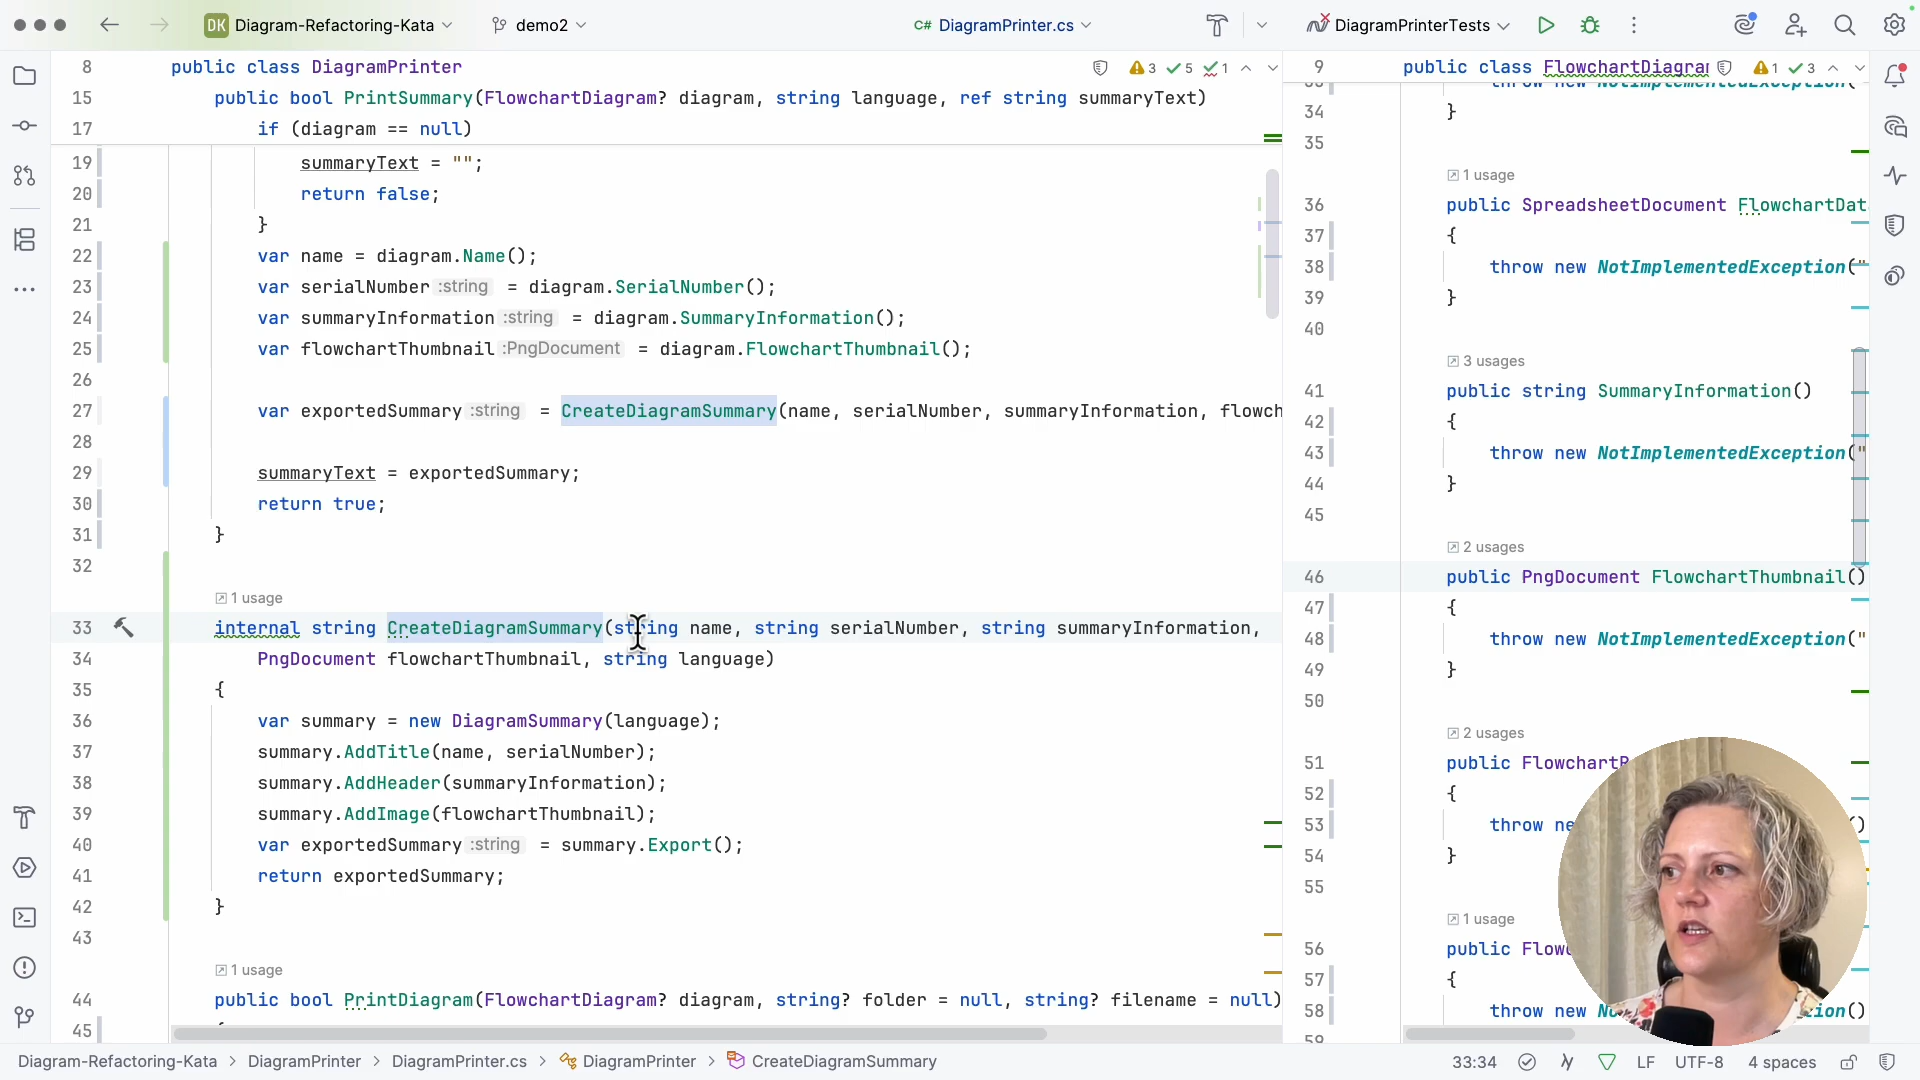 DK Diagram-Refactoring-Kata
demo2
C# DiagramPrinter.cs
DiagramPrinterTests
8 public class DiagramPrinter
3 5 1
15 public bool PrintSummary(FlowchartDiagram? diagram, string language, ref string summaryText)
17 if (diagram == null)
19 summaryText = "";
20 return false;
21 }
22 var name = diagram.Name();
23 var serialNumber :string = diagram.SerialNumber();
24 var summaryInformation :string = diagram.SummaryInformation();
25 var flowchartThumbnail :PngDocument = diagram.FlowchartThumbnail();
26
27 var exportedSummary :string = CreateDiagramSummary(name, serialNumber, summaryInformation, flowch
28
29 summaryText = exportedSummary;
30 return true;
31 }
32
1 usage
33 internal string CreateDiagramSummary(string name, string serialNumber, string summaryInformation,
34 PngDocument flowchartThumbnail, string language)
35 {
36 var summary = new DiagramSummary(language);
37 summary.AddTitle(name, serialNumber);
38 summary.AddHeader(summaryInformation);
39 summary.AddImage(flowchartThumbnail);
40 var exportedSummary :string = summary.Export();
41 return exportedSummary;
42 }
43
1 usage
44 public bool PrintDiagram(FlowchartDiagram? diagram, string? folder = null, string? filename = null)
45
9 public class FlowchartDiagra
1 3
throw new NotImplementedException(
34 }
35
1 usage
36 public SpreadsheetDocument FlowchartDat
37 {
38 throw new NotImplementedException("
39 }
40
3 usages
41 public string SummaryInformation()
42 {
43 throw new NotImplementedException("
44 }
45
2 usages
46 public PngDocument FlowchartThumbnail()
47 {
48 throw new NotImplementedException("
49 }
50
2 usages
51 public FlowchartR
52 {
53 throw ne ()
54 }
55
1 usage
56 public Flow
57 {
58 throw n ion()
59
Diagram-Refactoring-Kata > DiagramPrinter > DiagramPrinter.cs > DiagramPrinter > CreateDiagramSummary
33:34 LF UTF-8 4 spaces